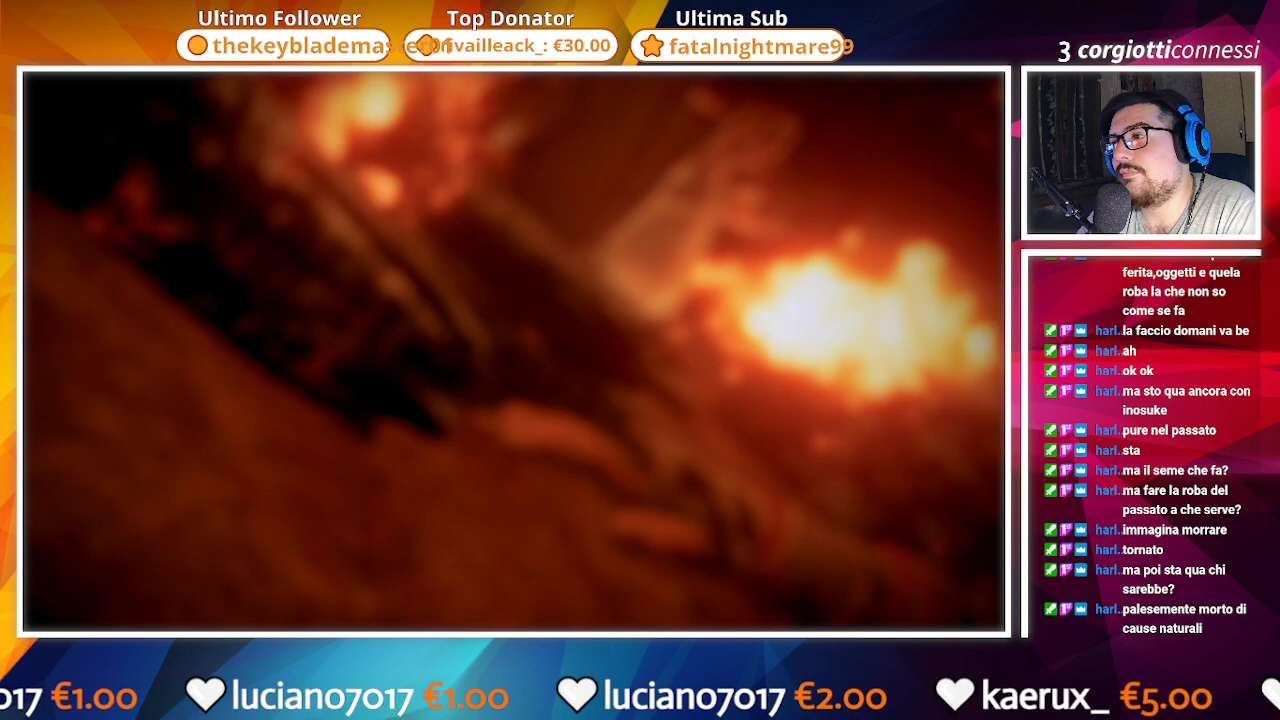 Ultimo Follower
Top Donator
Ultima Sub
thekeyblademas
vailleack_: €30.00
fatalnightmare99
3 corgiotticonnessi
ferita,oggetti e quela
roba la che non so
come se fa
harl..la faccio domani va be
harl..ah
harl..ok ok
harl..ma sto qua ancora con
inosuke
harl..pure nel passato
harl..sta
harl..ma il seme che fa?
harl..ma fare la roba del
passato a che serve?
harl..immagina morrare
harl..tornato
harl..ma poi sta qua chi
sarebbe?
harl..palesemente morto di
cause naturali
017 €1.00 luciano7017 €1.00 luciano7017 €2.00 kaerux_ €5.00